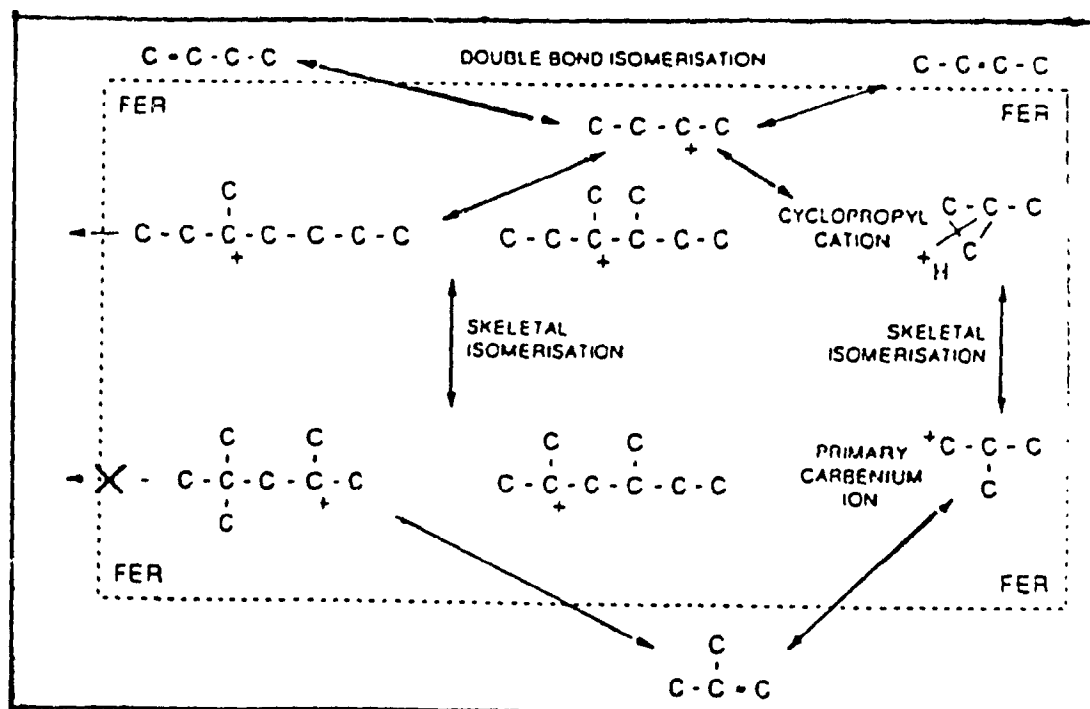 C=C-C-C DOUBLE BOND ISOMERISATION C-C=C-C
FER FER
C - C - C - C
+
C C C
C - C - C - C - C - C - C C - C - C - C - C - C
+ +
CYCLOPROPYL C - C - C
CATION C
+H
SKELETAL
ISOMERISATION
SKELETAL
ISOMERISATION
C C C C
X - C - C - C - C - C C - C - C - C - C - C
C + +
PRIMARY +C - C - C
CARBENIUM C
ION
FER FER
C
C - C = C